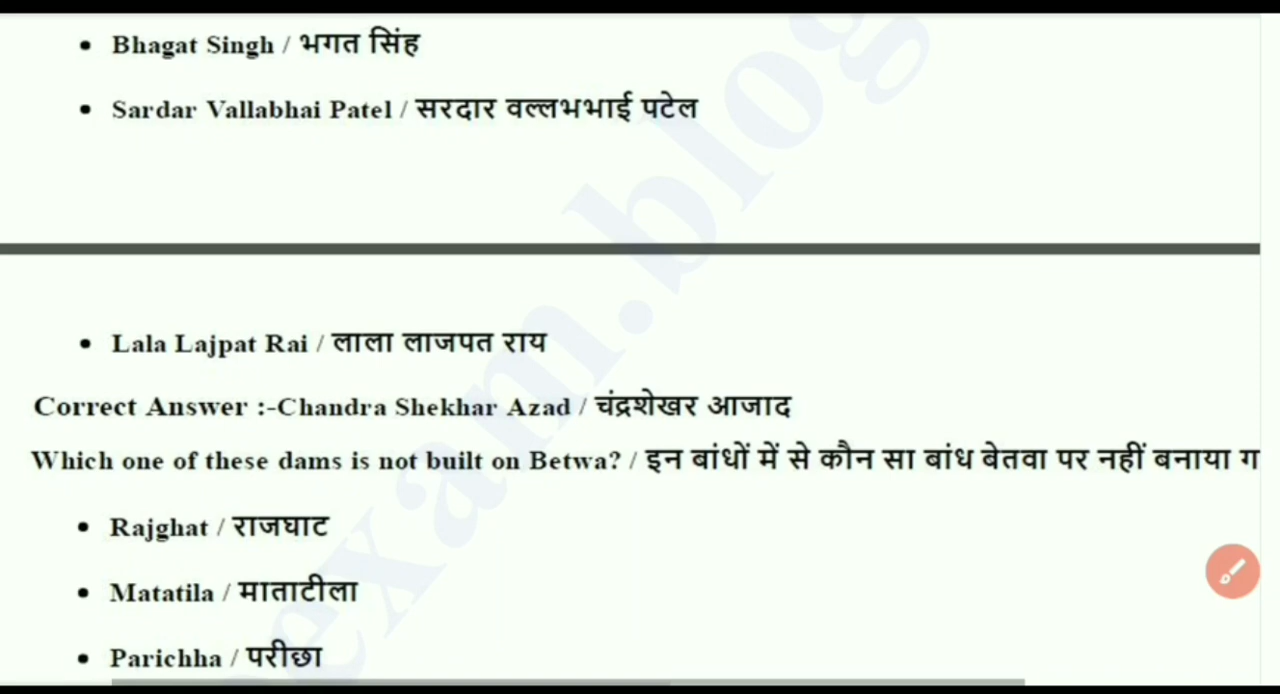 Bhagat Singh / भगत सिंह
Sardar Vallabhai Patel / सरदार वल्लभभाई पटेल
Lala Lajpat Rai / लाला लाजपत राय
Correct Answer :-Chandra Shekhar Azad / चंद्रशेखर आजाद
Which one of these dams is not built on Betwa? / इन बांधों में से कौन सा बांध बेतवा पर नहीं बनाया ग
Rajghat / राजघाट
Matatila / माताटीला
Parichha / परीछा
exam.blog